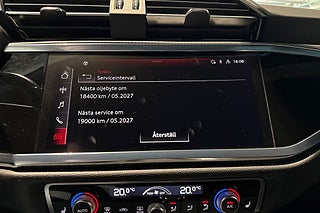 16:06
Serviceintervall
Nästa oljebyte om
18400 km / 05.2027
Nästa service om
19000 km / 05.2027
Återställ
20.0°C
20.0°C
AUTO
A/C